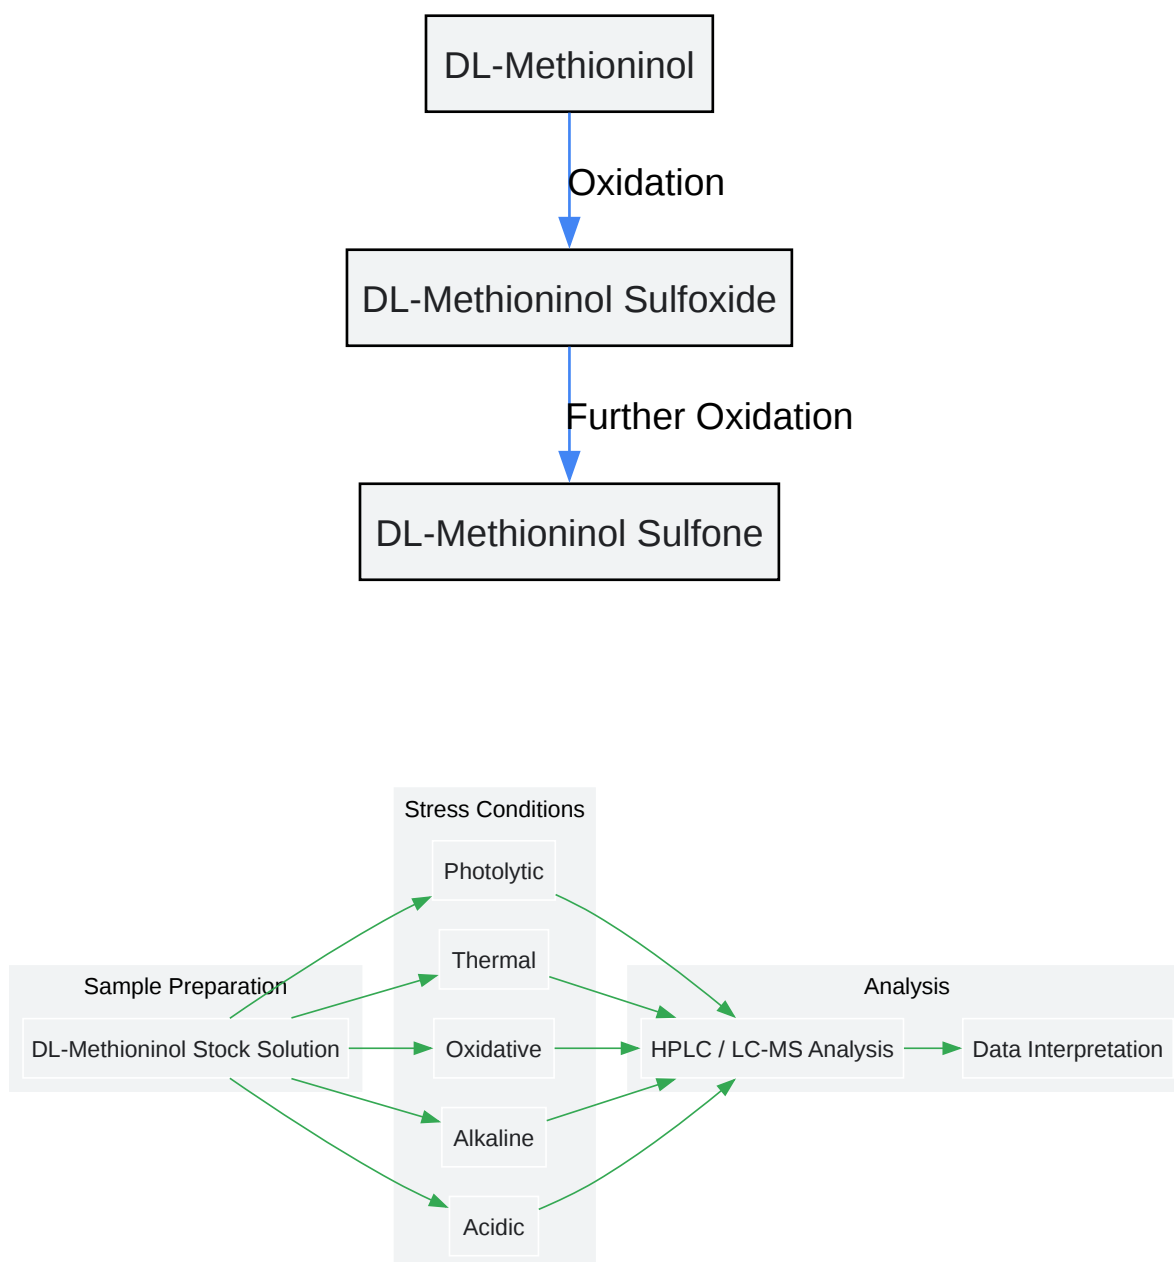 DL-Methioninol
Oxidation
DL-Methioninol Sulfoxide
Further Oxidation
DL-Methioninol Sulfone
Stress Conditions
Photolytic
Thermal
Sample Preparation
Analysis
DL-Methioninol Stock Solution
Oxidative
HPLC / LC-MS Analysis
Data Interpretation
Alkaline
Acidic